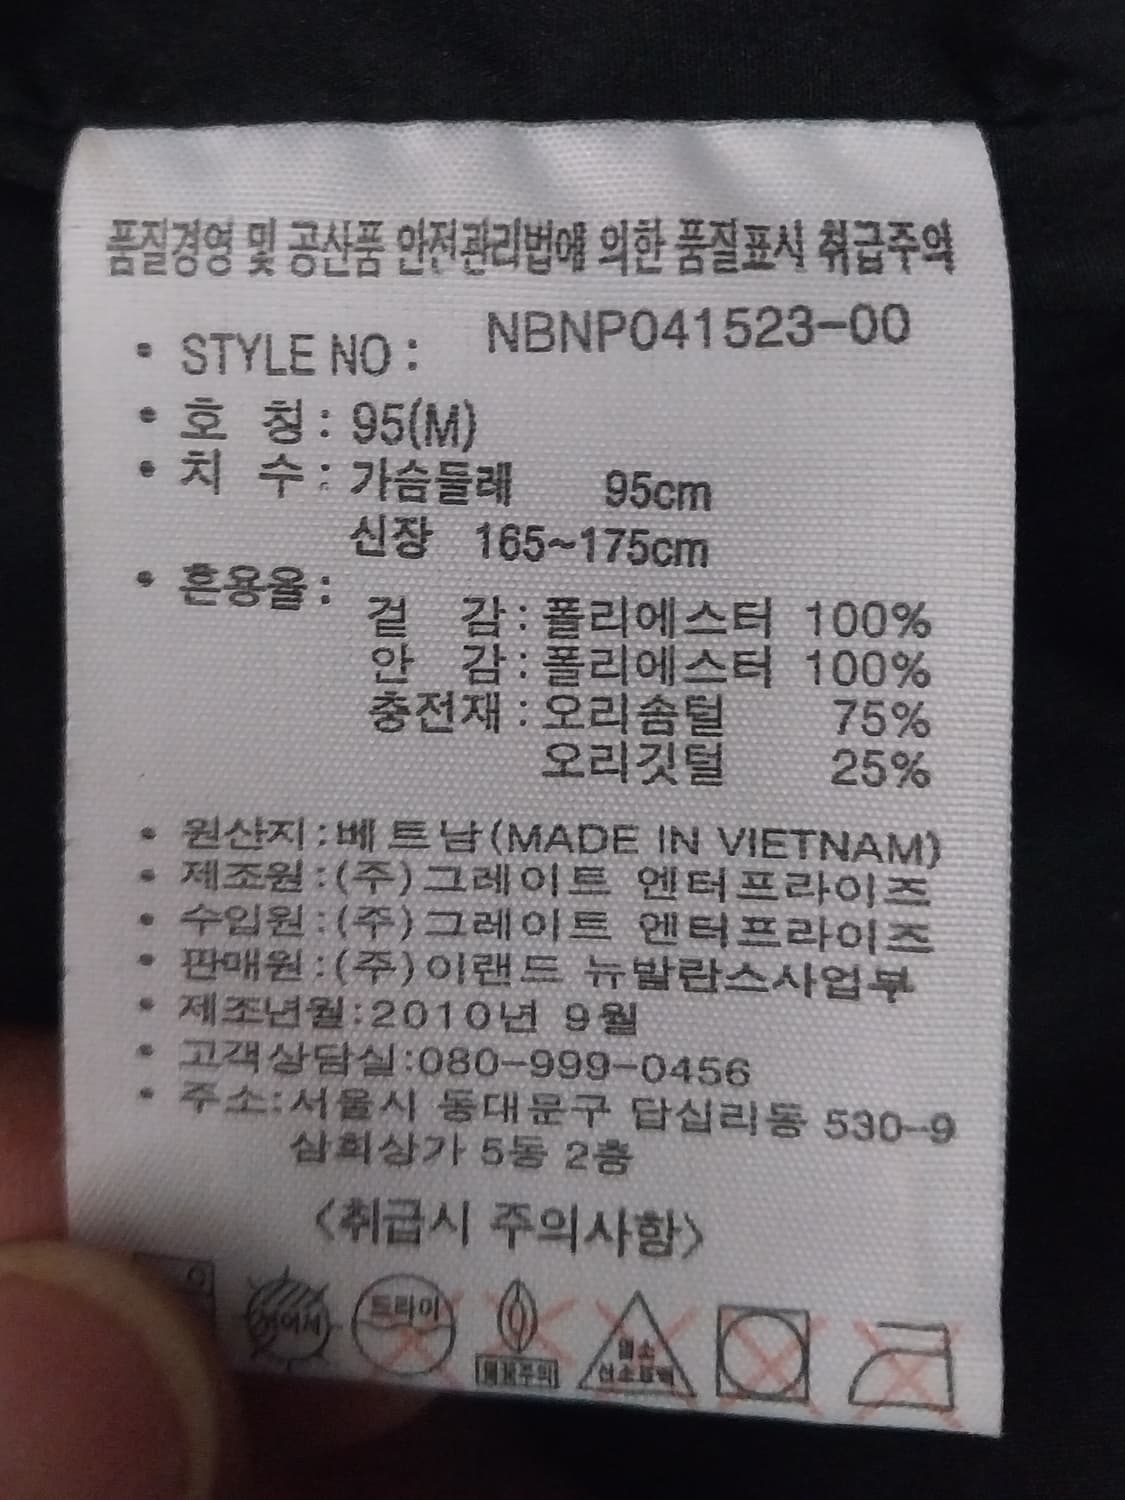 품질경영 및 공산품 안전관리법에 의한 품질표시 취급주의
• STYLE NO : NBNP041523-00
• 호 칭 : 95(M)
• 치 수 : 가슴둘레 95cm
신장 165~175cm
• 혼용율 :
겉 감 : 폴리에스터 100%
안 감 : 폴리에스터 100%
충전재 : 오리솜털 75%
오리깃털 25%
• 원산지 : 베트남(MADE IN VIETNAM)
• 제조원 : (주)그레이트 엔터프라이즈
• 수입원 : (주)그레이트 엔터프라이즈
• 판매원 : (주)이랜드 뉴발란스사업부
• 제조년월:2010년 9월
• 고객상담실:080-999-0456
• 주소:서울시 동대문구 답십리동 530-9
삼희상가 5동 2층
<취급시 주의사항>
드라이 염소
산소표백